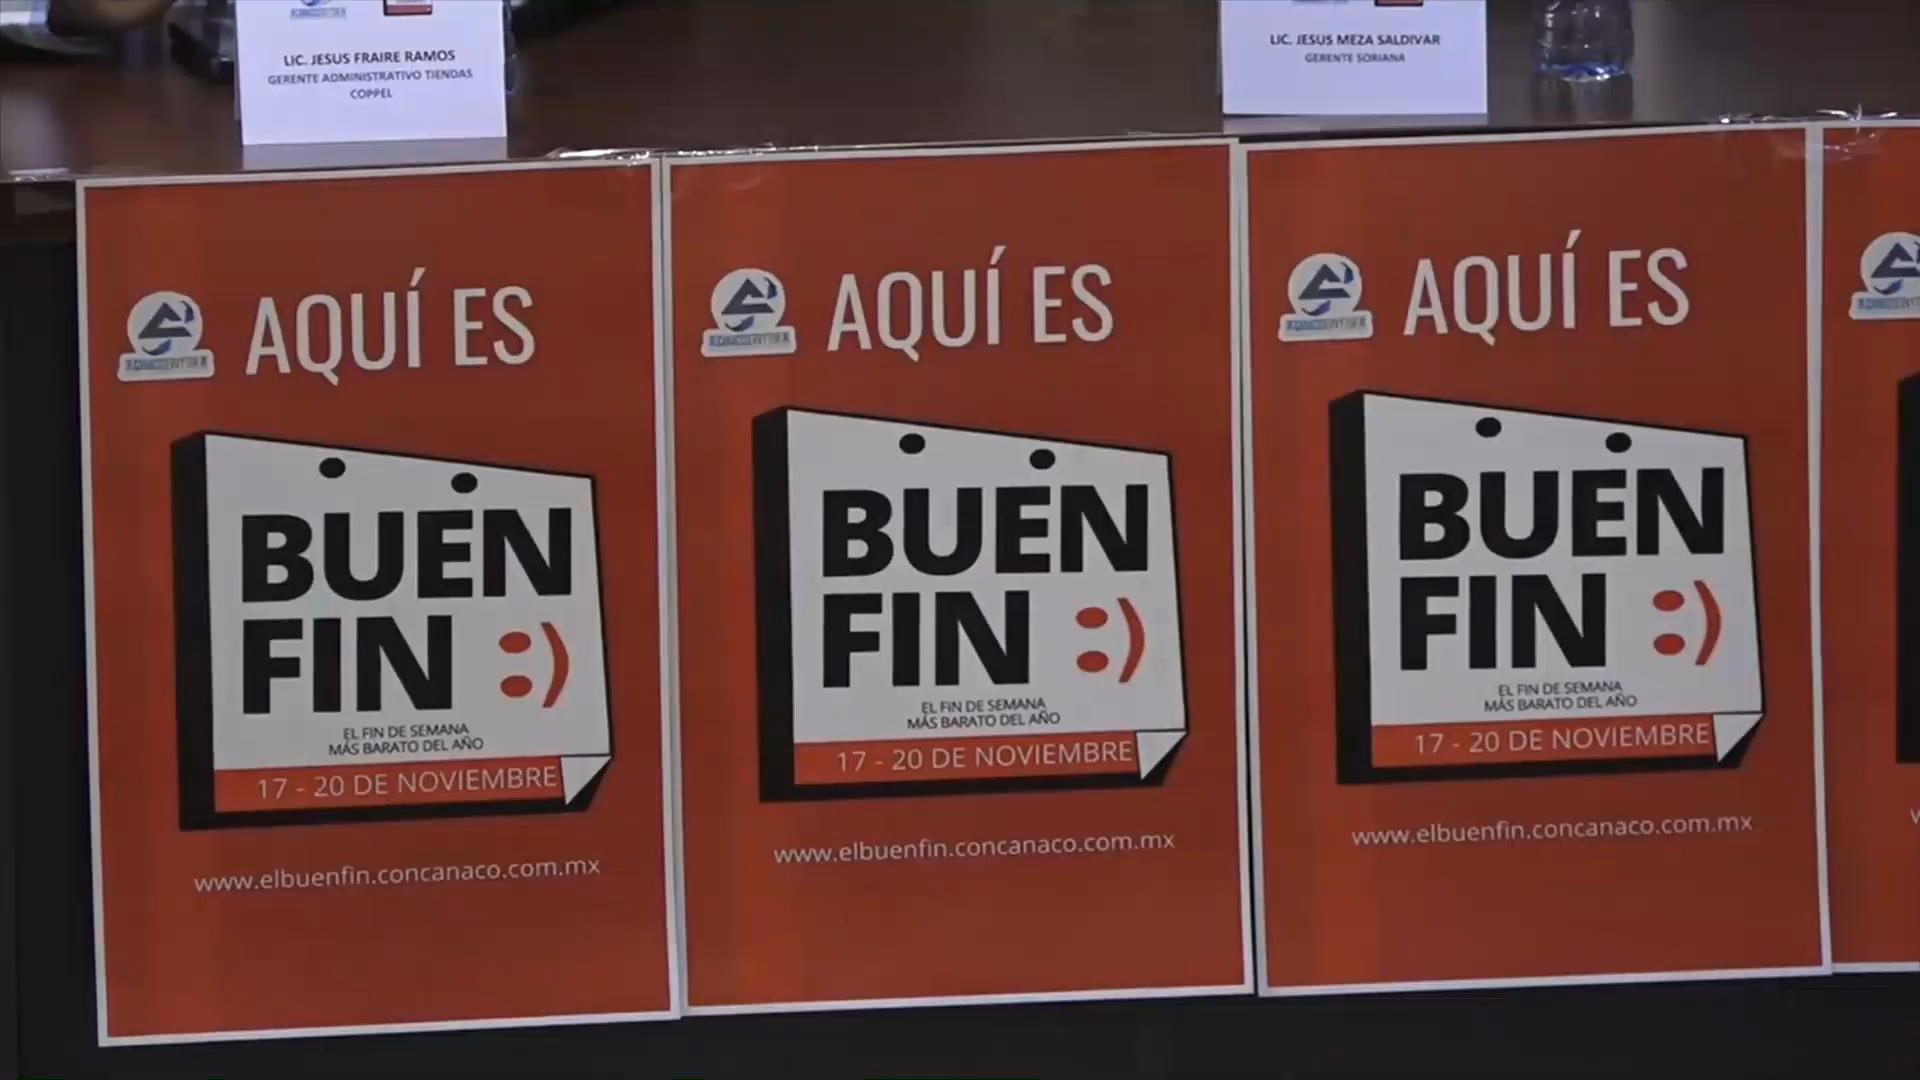 LIC. JESUS FRAIRE RAMOS
GERENTE ADMINISTRATIVO TIENDAS
COPPEL
LIC. JESUS MEZA SALDIVAR
GERENTE SORIANA
AQUÍ ES
BUEN
FIN :)
EL FIN DE SEMANA
MÁS BARATO DEL AÑO
17 - 20 DE NOVIEMBRE
www.elbuenfin.concanaco.com.mx
AQUÍ ES
BUEN
FIN :)
EL FIN DE SEMANA
MÁS BARATO DEL AÑO
17 - 20 DE NOVIEMBRE
www.elbuenfin.concanaco.com.mx
AQUÍ ES
BUEN
FIN :)
EL FIN DE SEMANA
MÁS BARATO DEL AÑO
17 - 20 DE NOVIEMBRE
www.elbuenfin.concanaco.com.mx